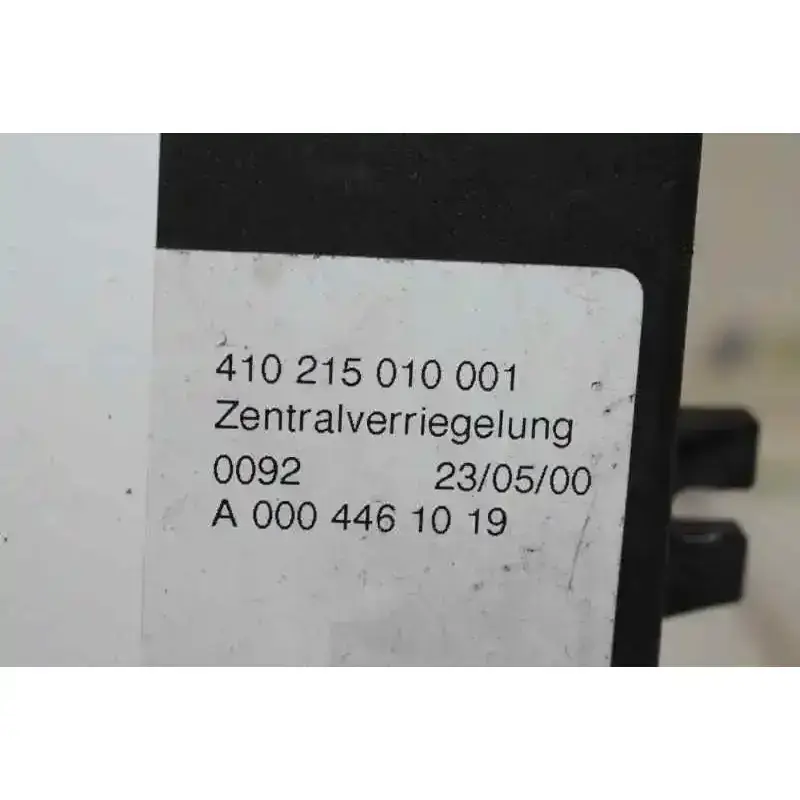 410 215 010 001
Zentralverriegelung
0092 23/05/00
A 000 446 10 19